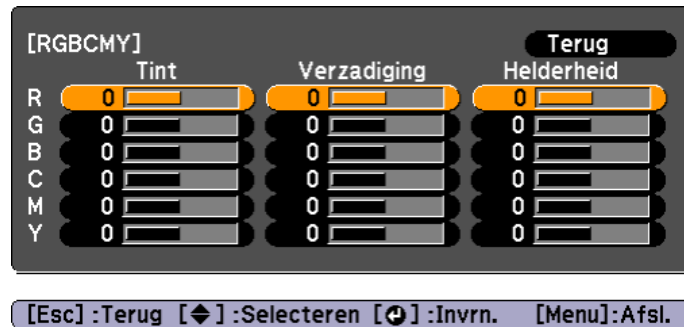 [RGBCMY] Terug
Tint Verzadiging Helderheid
R 0 0 0
G 0 0 0
B 0 0 0
C 0 0 0
M 0 0 0
Y 0 0 0
[Esc]:Terug [◆]:Selecteren [↵]:Invrn. [Menu]:Afsl.